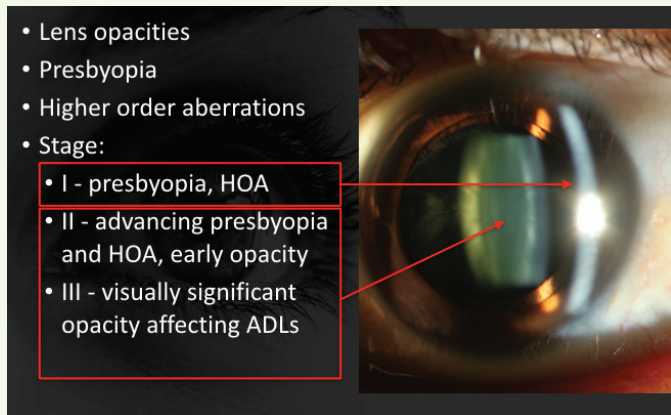 • Lens opacities
• Presbyopia
• Higher order aberrations
• Stage:
• I - presbyopia, HOA
• II - advancing presbyopia
and HOA, early opacity
• III - visually significant
opacity affecting ADLs